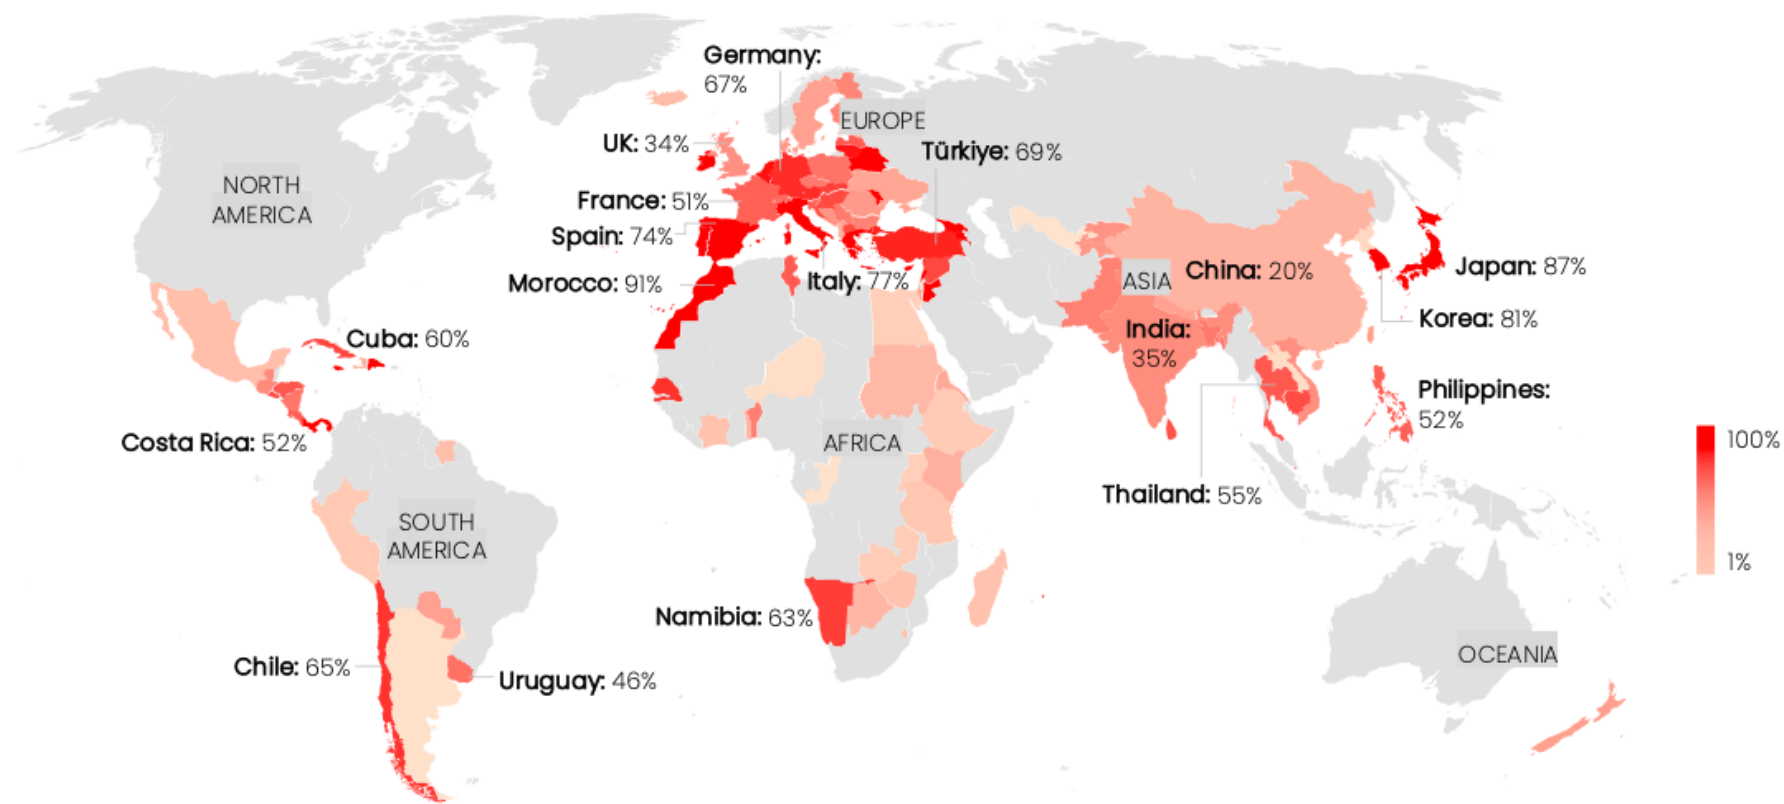 Germany:
67%
EUROPE
UK: 34%
Türkiye: 69%
NORTH
AMERICA
France: 51%
Spain: 74%
Morocco: 91%
Italy: 77%
ASIA
China: 20%
Japan: 87%
Korea: 81%
India:
35%
Cuba: 60%
Philippines:
52%
Costa Rica: 52%
AFRICA
100%
Thailand: 55%
SOUTH
AMERICA
1%
Namibia: 63%
OCEANIA
Chile: 65%
Uruguay: 46%